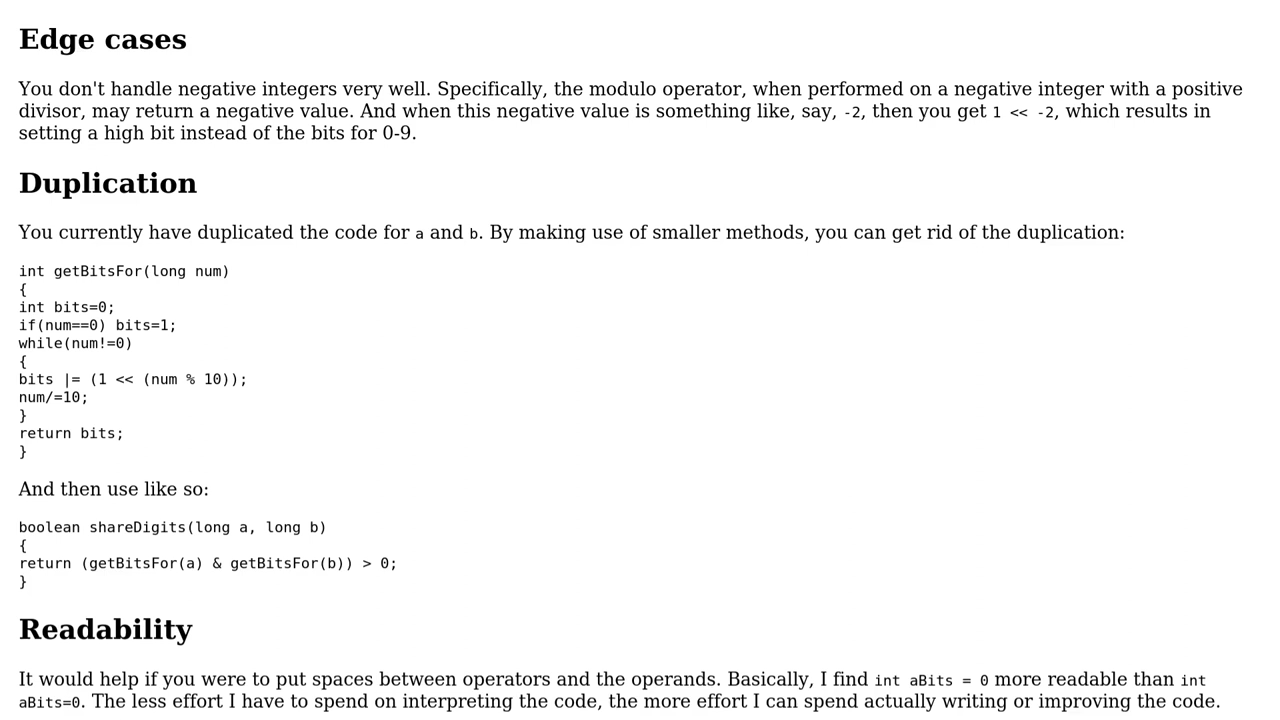 Edge cases
You don't handle negative integers very well. Specifically, the modulo operator, when performed on a negative integer with a positive
divisor, may return a negative value. And when this negative value is something like, say, -2, then you get 1 << -2, which results in
setting a high bit instead of the bits for 0-9.
Duplication
You currently have duplicated the code for a and b. By making use of smaller methods, you can get rid of the duplication:
int getBitsFor(long num)
{
int bits=0;
if(num==0) bits=1;
while(num!=0)
{
bits |= (1 << (num % 10));
num/=10;
}
return bits;
}
And then use like so:
boolean shareDigits(long a, long b)
{
return (getBitsFor(a) & getBitsFor(b)) > 0;
}
Readability
It would help if you were to put spaces between operators and the operands. Basically, I find int aBits = 0 more readable than int
aBits=0. The less effort I have to spend on interpreting the code, the more effort I can spend actually writing or improving the code.